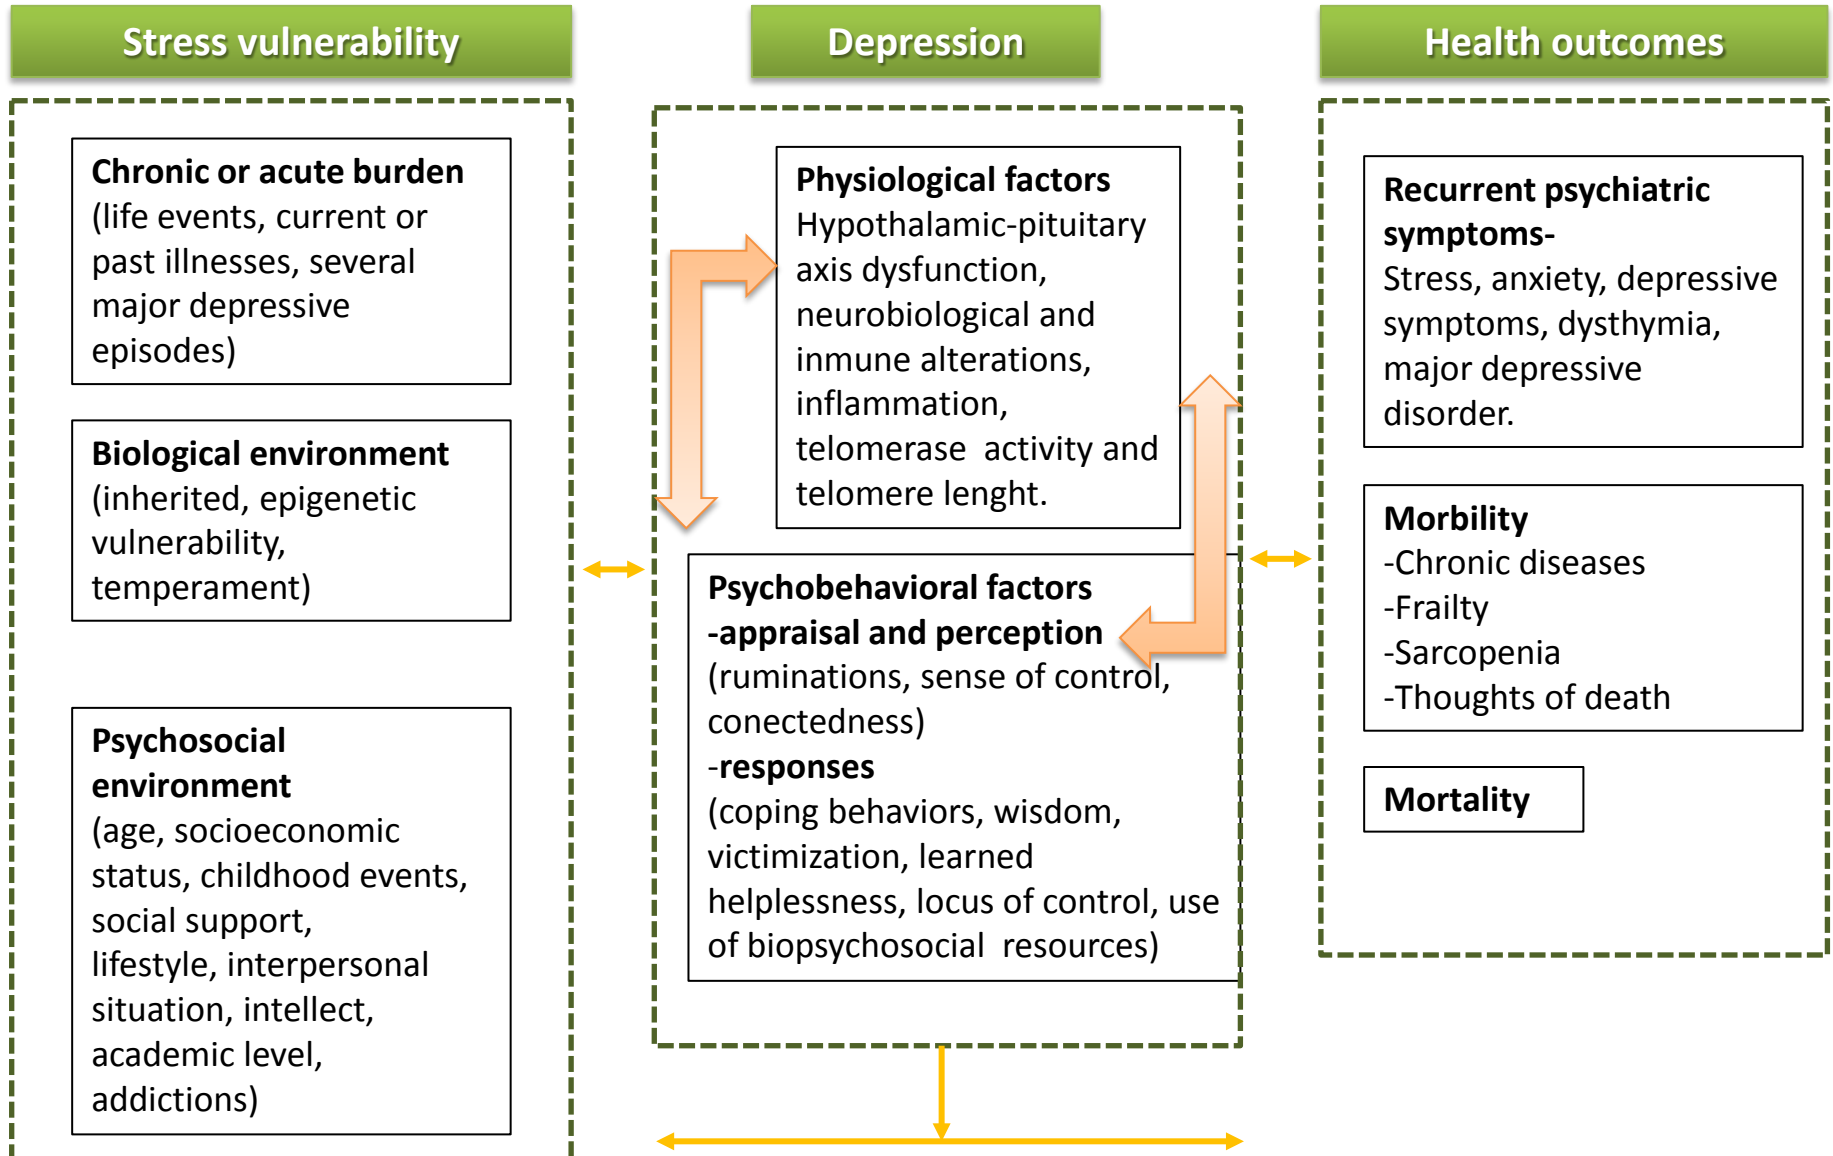 Stress vulnerability
Chronic or acute burden
(life events, current or
past illnesses, several
major depressive
episodes)
Biological environment
(inherited, epigenetic
vulnerability,
temperament)
Psychosocial
environment
(age, socioeconomic
status, childhood events,
social support,
lifestyle, interpersonal
situation, intellect,
academic level,
addictions)
Depression
Physiological factors
Hypothalamic-pituitary
axis dysfunction,
neurobiological and
inmune alterations,
inflammation,
telomerase activity and
telomere lenght.
Psychobehavioral factors
-appraisal and perception
(ruminations, sense of control,
conectedness)
-responses
(coping behaviors, wisdom,
victimization, learned
helplessness, locus of control, use
of biopsychosocial resources)
Health outcomes
Recurrent psychiatric
symptoms-
Stress, anxiety, depressive
symptoms, dysthymia,
major depressive
disorder.
Morbility
-Chronic diseases
-Frailty
-Sarcopenia
-Thoughts of death
Mortality